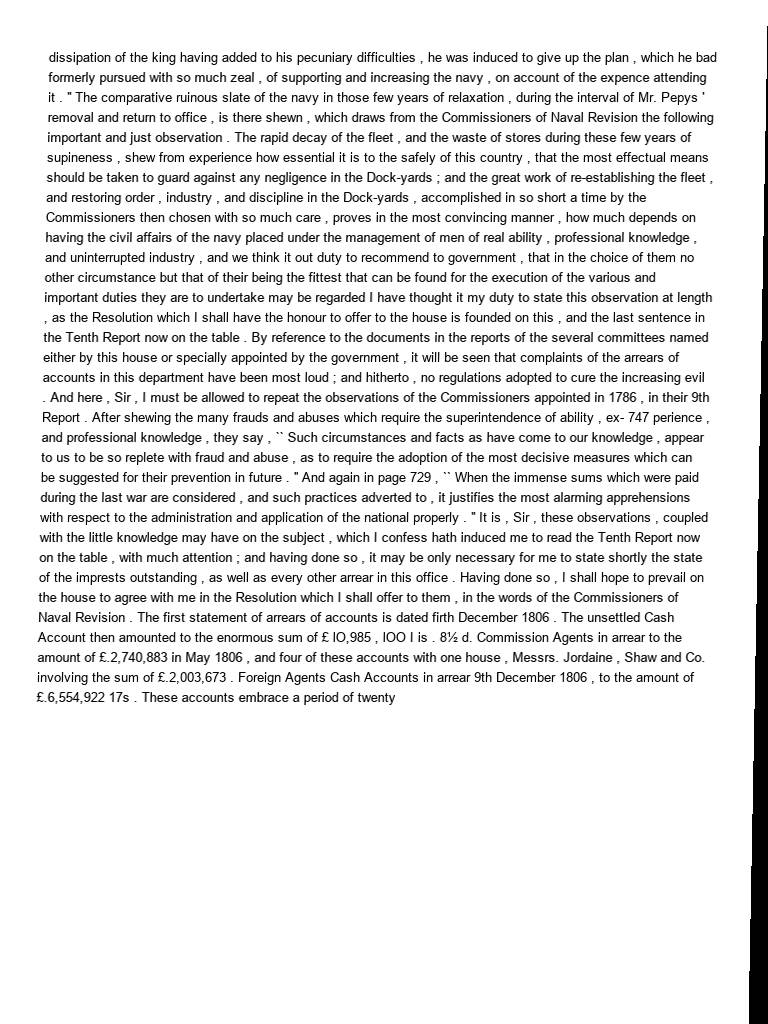 dissipation of the king having added to his pecuniary difficulties , he was induced to give up the plan , which he bad
formerly pursued with so much zeal , of supporting and increasing the navy , on account of the expence attending
it . " The comparative ruinous slate of the navy in those few years of relaxation , during the interval of Mr. Pepys '
removal and return to office , is there shewn , which draws from the Commissioners of Naval Revision the following
important and just observation . The rapid decay of the fleet , and the waste of stores during these few years of
supineness , shew from experience how essential it is to the safely of this country , that the most effectual means
should be taken to guard against any negligence in the Dock-yards ; and the great work of re-establishing the fleet ,
and restoring order , industry , and discipline in the Dock-yards , accomplished in so short a time by the
Commissioners then chosen with so much care , proves in the most convincing manner , how much depends on
having the civil affairs of the navy placed under the management of men of real ability , professional knowledge ,
and uninterrupted industry , and we think it out duty to recommend to government , that in the choice of them no
other circumstance but that of their being the fittest that can be found for the execution of the various and
important duties they are to undertake may be regarded I have thought it my duty to state this observation at length
, as the Resolution which I shall have the honour to offer to the house is founded on this , and the last sentence in
the Tenth Report now on the table . By reference to the documents in the reports of the several committees named
either by this house or specially appointed by the government , it will be seen that complaints of the arrears of
accounts in this department have been most loud ; and hitherto , no regulations adopted to cure the increasing evil
. And here , Sir , I must be allowed to repeat the observations of the Commissioners appointed in 1786 , in their 9th
Report . After shewing the many frauds and abuses which require the superintendence of ability , ex- 747 perience ,
and professional knowledge , they say , `` Such circumstances and facts as have come to our knowledge , appear
to us to be so replete with fraud and abuse , as to require the adoption of the most decisive measures which can
be suggested for their prevention in future . " And again in page 729 , `` When the immense sums which were paid
during the last war are considered , and such practices adverted to , it justifies the most alarming apprehensions
with respect to the administration and application of the national properly . " It is , Sir , these observations , coupled
with the little knowledge may have on the subject , which I confess hath induced me to read the Tenth Report now
on the table , with much attention ; and having done so , it may be only necessary for me to state shortly the state
of the imprests outstanding , as well as every other arrear in this office . Having done so , I shall hope to prevail on
the house to agree with me in the Resolution which I shall offer to them , in the words of the Commissioners of
Naval Revision . The first statement of arrears of accounts is dated firth December 1806 . The unsettled Cash
Account then amounted to the enormous sum of £ lO,985 , lOO l is . 8½ d. Commission Agents in arrear to the
amount of £.2,740,883 in May 1806 , and four of these accounts with one house , Messrs. Jordaine , Shaw and Co.
involving the sum of £.2,003,673 . Foreign Agents Cash Accounts in arrear 9th December 1806 , to the amount of
£.6,554,922 17s . These accounts embrace a period of twenty